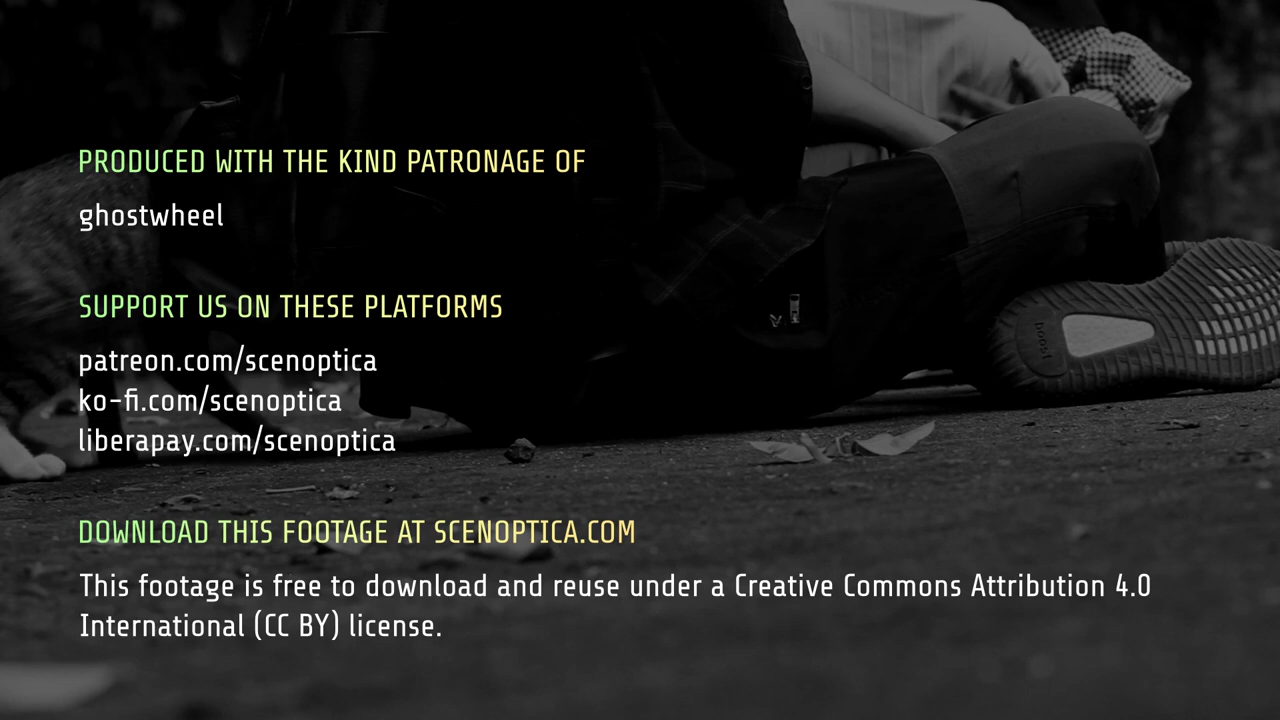 PRODUCED WITH THE KIND PATRONAGE OF
ghostwheel
SUPPORT US ON THESE PLATFORMS
patreon.com/scenoptica
ko-fi.com/scenoptica
liberapay.com/scenoptica
DOWNLOAD THIS FOOTAGE AT SCENOPTICA.COM
This footage is free to download and reuse under a Creative Commons Attribution 4.0
International (CC BY) license.
boost